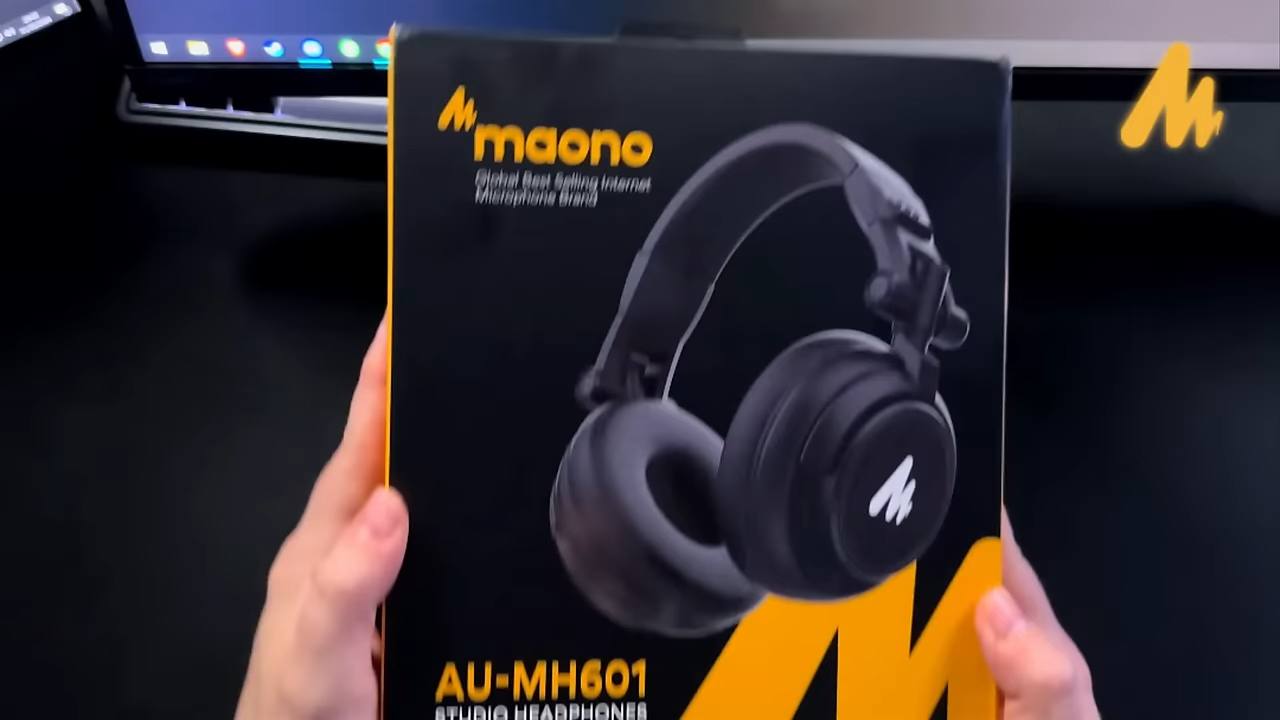 maono
Global Best Selling Internet
Microphone Brand
AU-MH601
STUDIO HEADPHONES